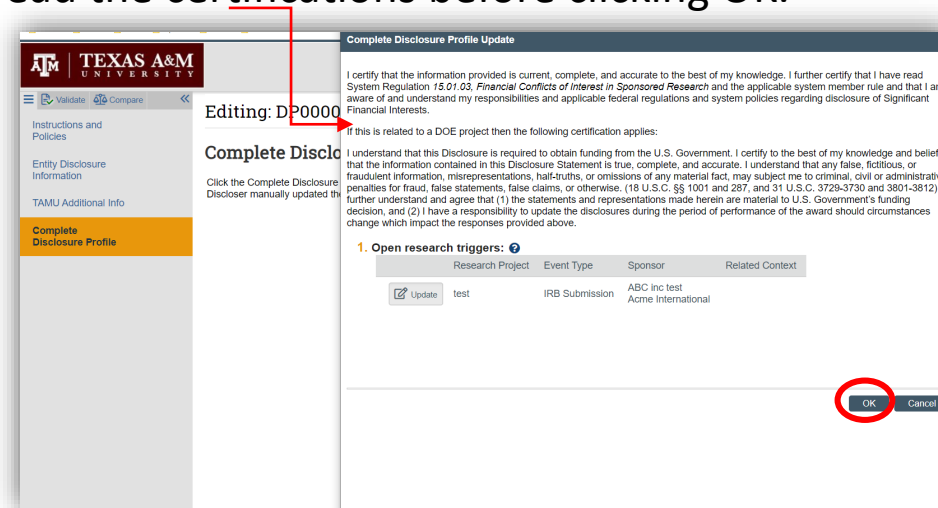 ead the certifications before clicking OK.
Complete Disclosure Profile Update
TEXAS A&M
UNIVERSITY
Validate Compare
Instructions and
Policies
Entity Disclosure
Information
TAMU Additional Info
Complete
Disclosure Profile
Editing: DP0000
Complete Disclo
Click the Complete Disclosure
Discloser manually updated the
I certify that the information provided is current, complete, and accurate to the best of my knowledge. I further certify that I have read
System Regulation 15.01.03, Financial Conflicts of Interest in Sponsored Research and the applicable system member rule and that I am
aware of and understand my responsibilities and applicable federal regulations and system policies regarding disclosure of Significant
Financial Interests.
If this is related to a DOE project then the following certification applies:
I understand that this Disclosure is required to obtain funding from the U.S. Government. I certify to the best of my knowledge and belief
that the information contained in this Disclosure Statement is true, complete, and accurate. I understand that any false, fictitious, or
fraudulent information, misrepresentations, half-truths, or omissions of any material fact, may subject me to criminal, civil or administrativ
penalties for fraud, false statements, false claims, or otherwise. (18 U.S.C. §§ 1001 and 287, and 31 U.S.C. 3729-3730 and 3801-3812)
further understand and agree that (1) the statements and representations made herein are material to U.S. Government's funding
decision, and (2) I have a responsibility to update the disclosures during the period of performance of the award should circumstances
change which impact the responses provided above.
1. Open research triggers:
Research Project Event Type Sponsor Related Context
Update test IRB Submission ABC inc test
Acme International
OK Cancel